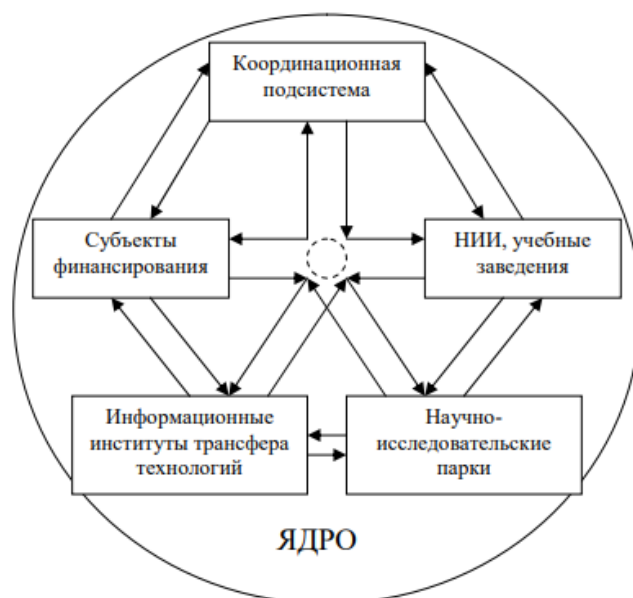 Координационная
подсистема
Субъекты
финансирования
НИИ, учебные
заведения
Информационные
институты трансфера
технологий
Научно-
исследовательские
парки
ЯДРО